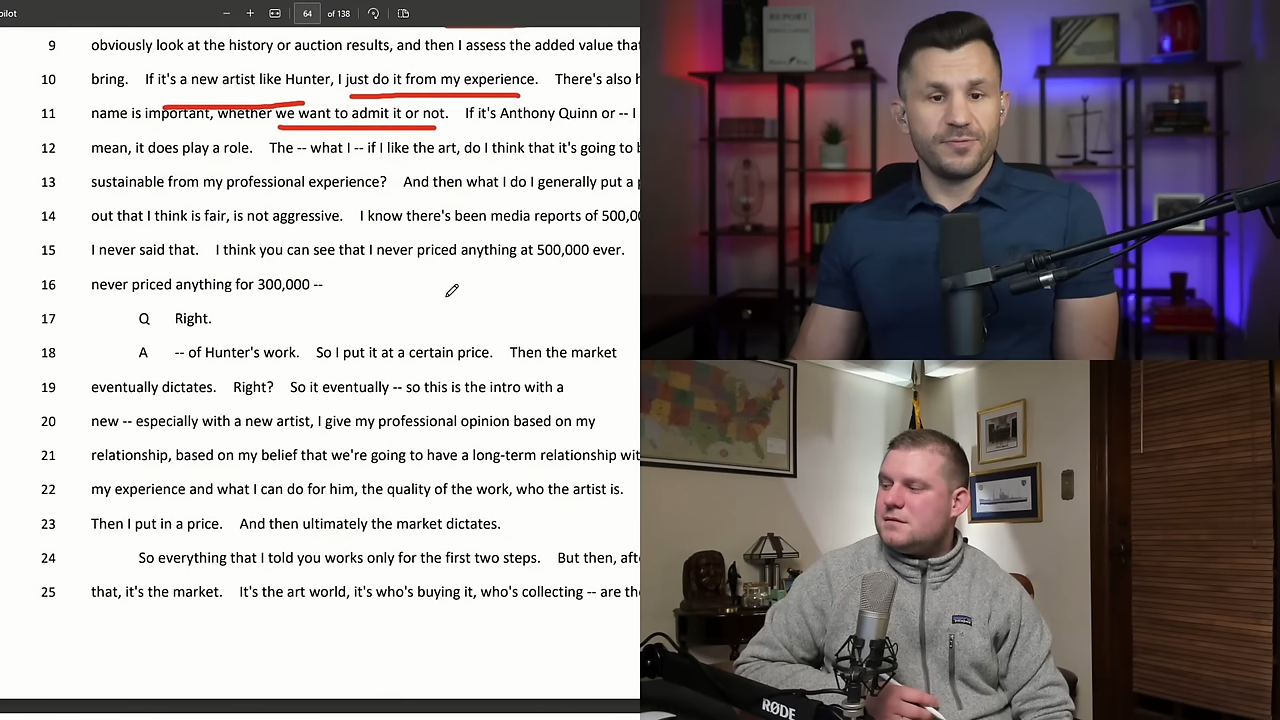 pilot
64 of 138
9 obviously look at the history or auction results, and then I assess the added value that
10 bring. If it's a new artist like Hunter, I just do it from my experience. There's also h
11 name is important, whether we want to admit it or not. If it's Anthony Quinn or -- I
12 mean, it does play a role. The -- what I -- if I like the art, do I think that it's going to b
13 sustainable from my professional experience? And then what I do I generally put a p
14 out that I think is fair, is not aggressive. I know there's been media reports of 500,00
15 I never said that. I think you can see that I never priced anything at 500,000 ever.
16 never priced anything for 300,000 --
17 Q Right.
18 A -- of Hunter's work. So I put it at a certain price. Then the market
19 eventually dictates. Right? So it eventually -- so this is the intro with a
20 new -- especially with a new artist, I give my professional opinion based on my
21 relationship, based on my belief that we're going to have a long-term relationship wit
22 my experience and what I can do for him, the quality of the work, who the artist is.
23 Then I put in a price. And then ultimately the market dictates.
24 So everything that I told you works only for the first two steps. But then, afte
25 that, it's the market. It's the art world, it's who's buying it, who's collecting -- are the
REPORT
patagonia
RØDE